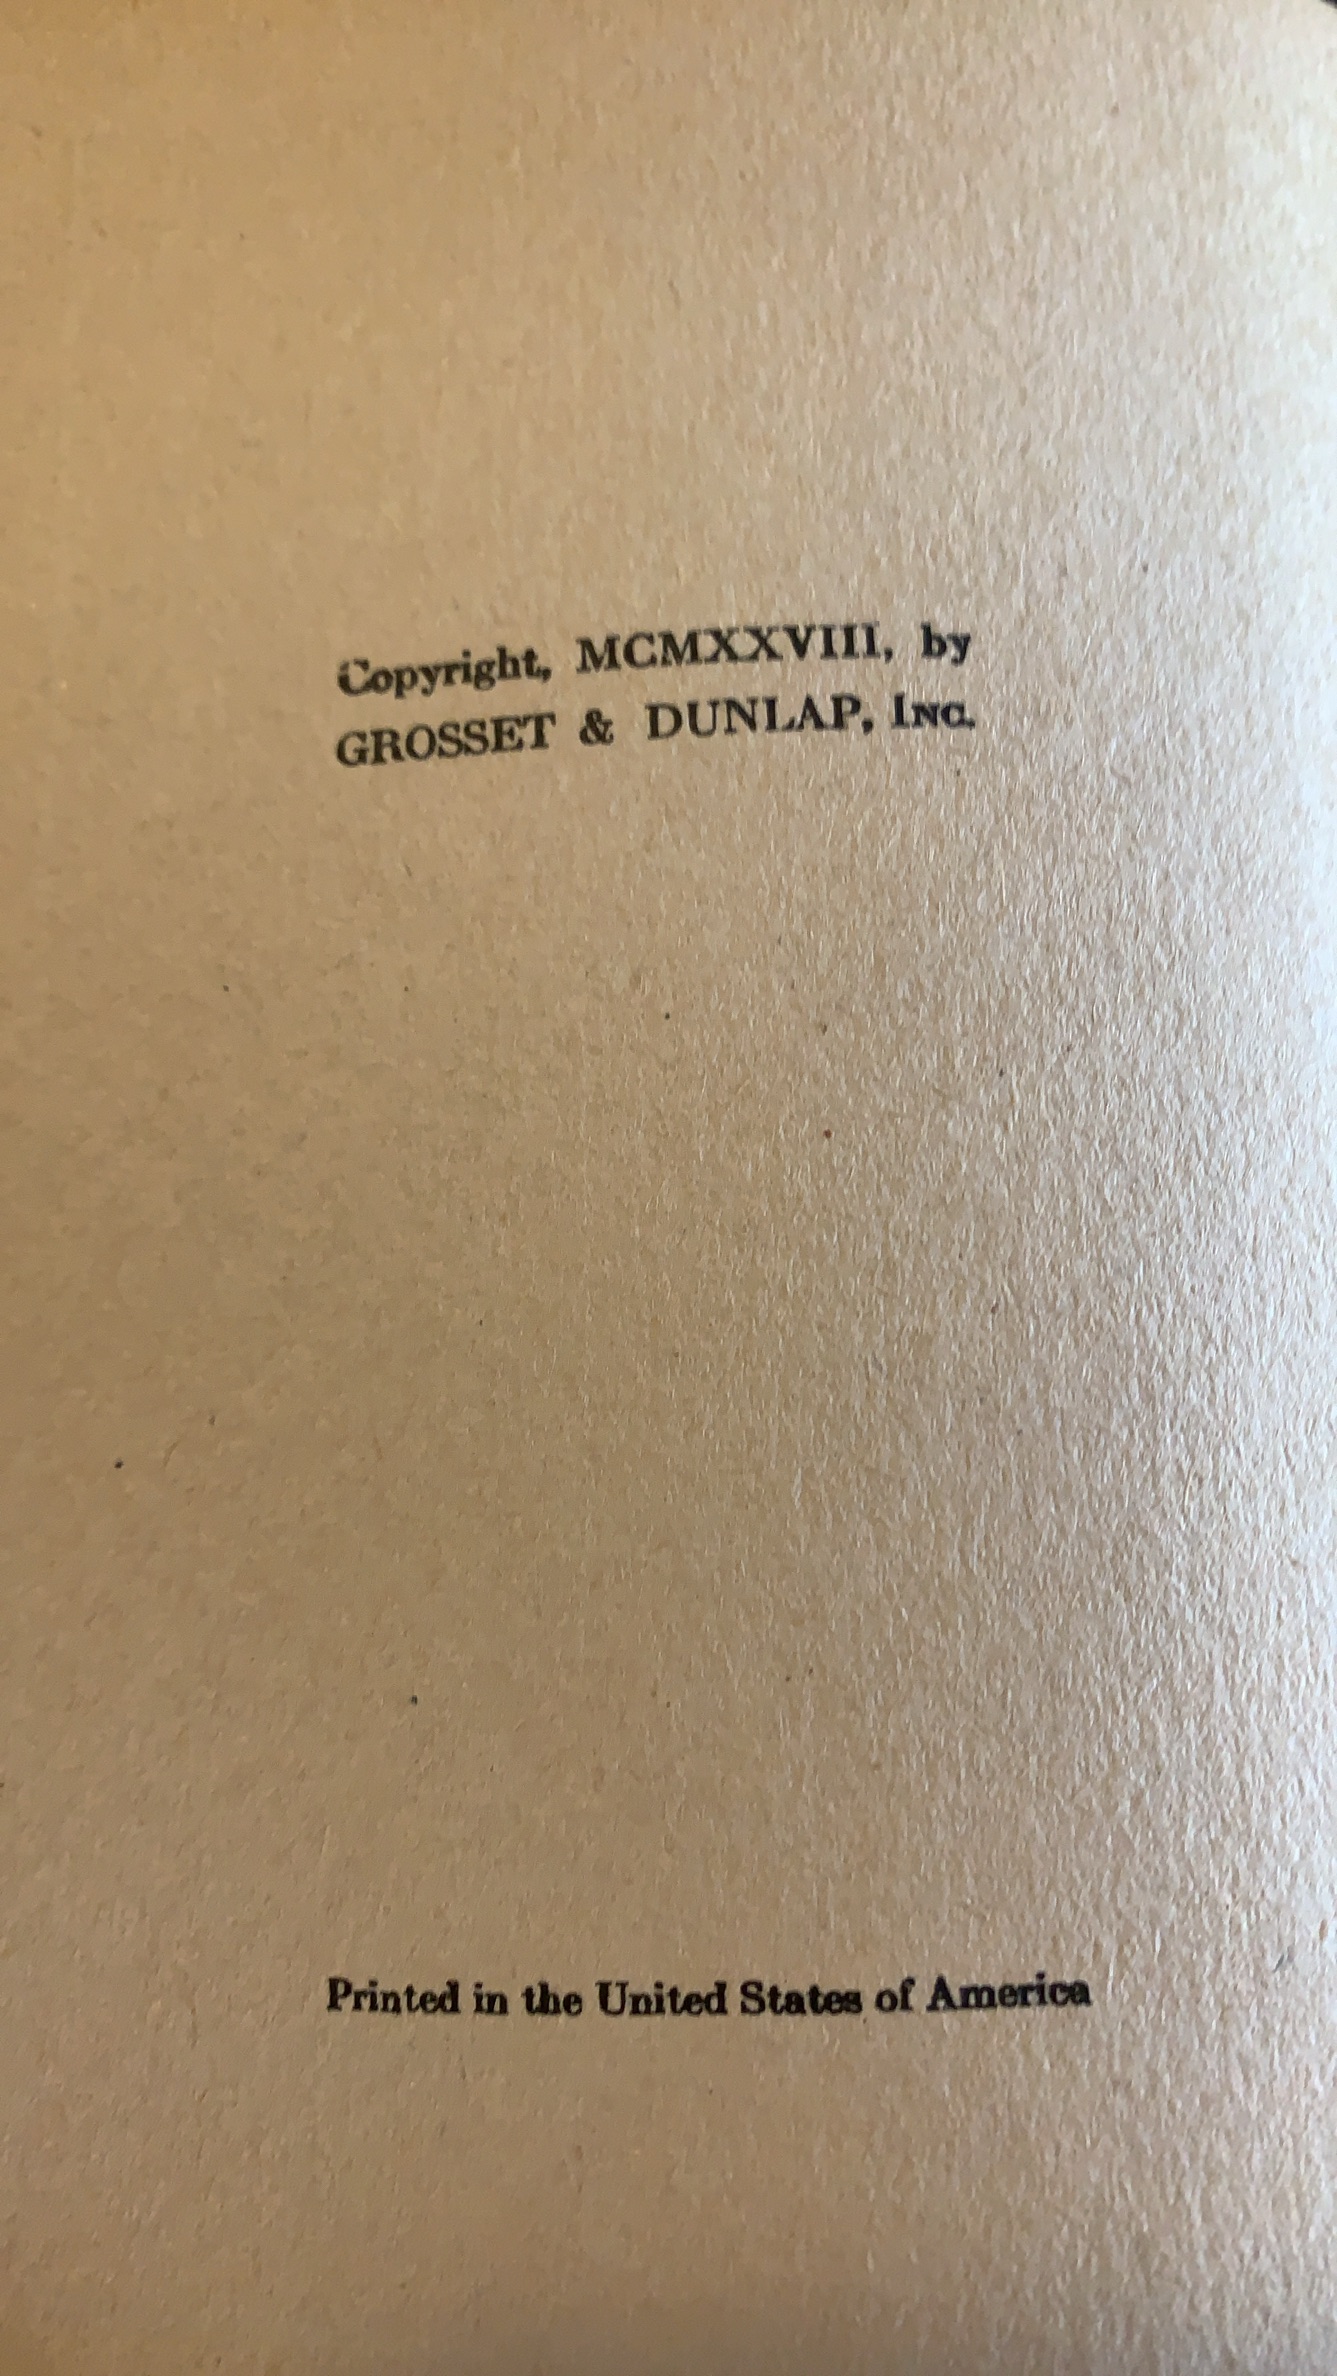 Copyright, MCMXXVIII, by
GROSSET & DUNLAP, INC.
Printed in the United States of America